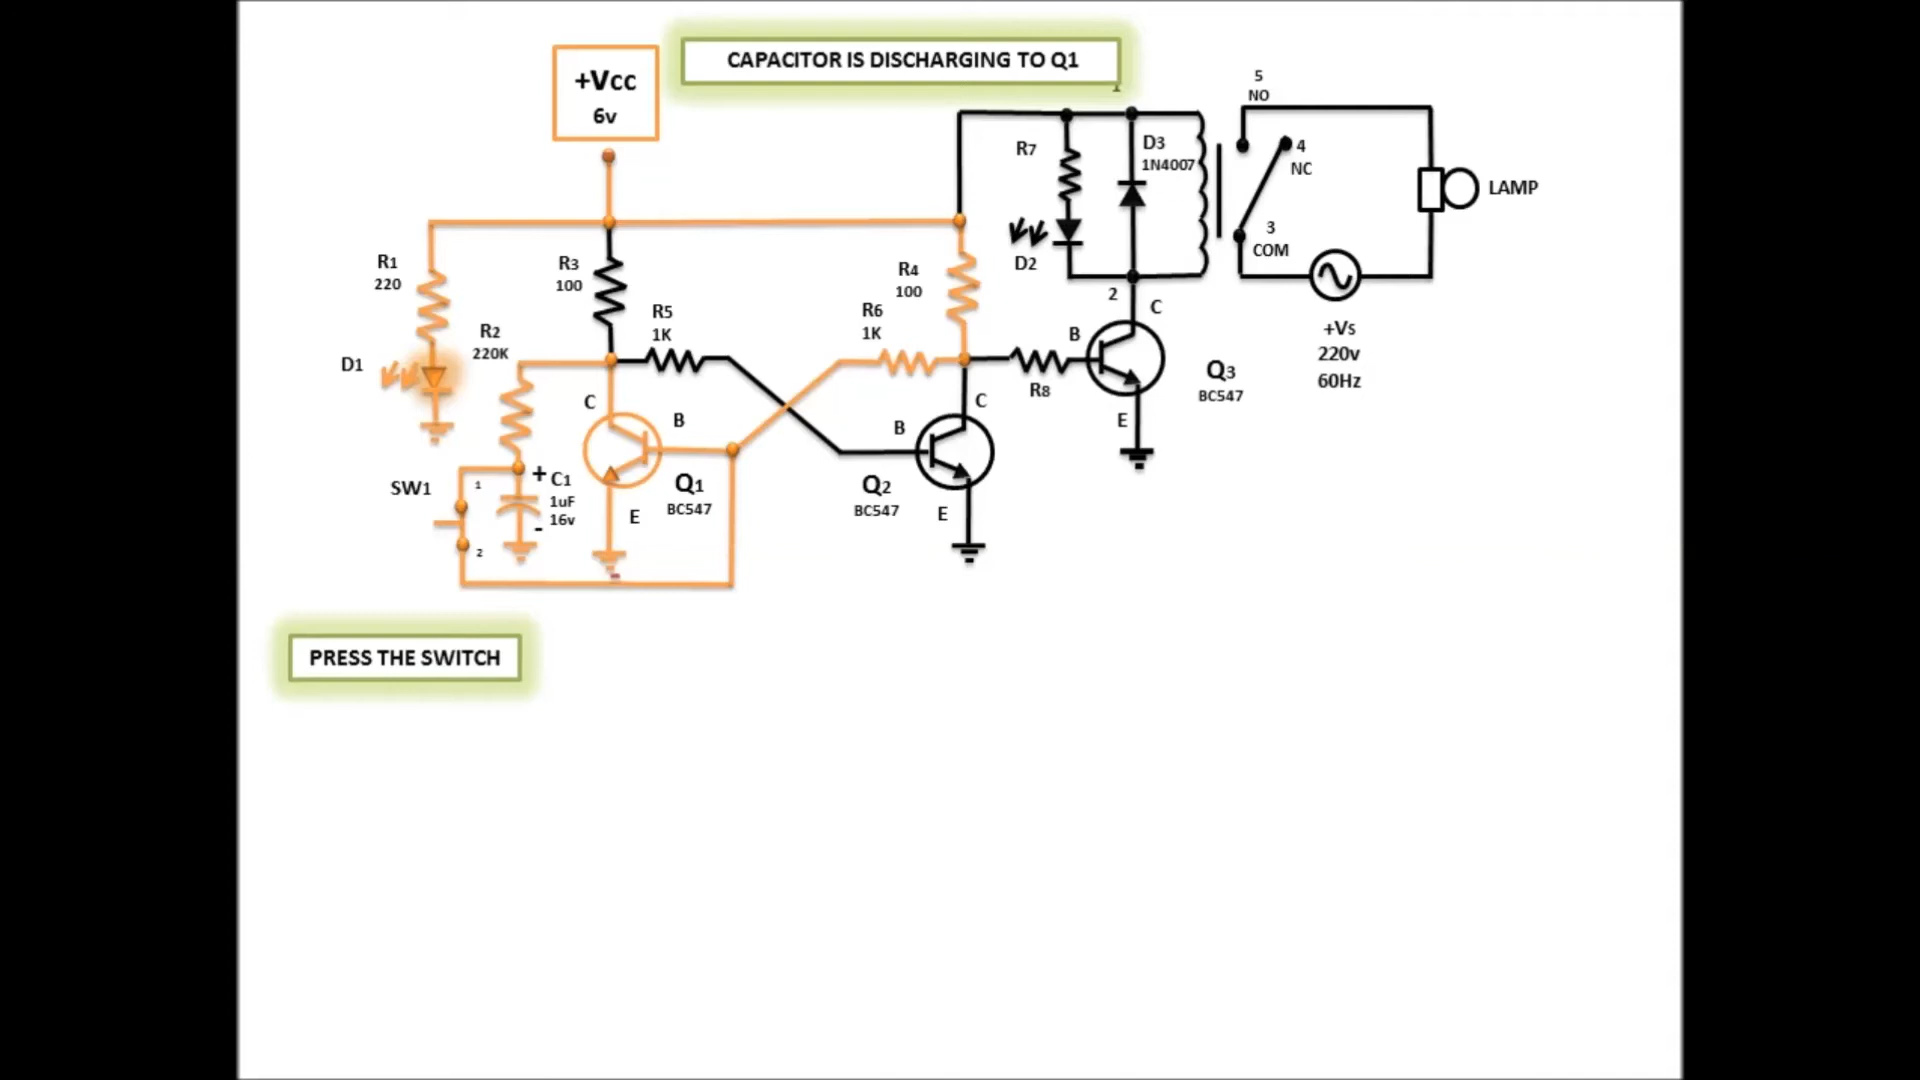 +Vcc
6v
CAPACITOR IS DISCHARGING TO Q1
5
NO
R7
D3
1N4007
4
NC
LAMP
3
COM
R1
220
R3
100
R4
100
D2
2
C
R5
1K
R6
1K
R2
220K
B
+Vs
220v
60Hz
D1
Q3
BC547
R8
C
B
C
B
E
SW1
1
+
C1
1uF
16v
-
2
Q1
BC547
E
Q2
BC547
E
PRESS THE SWITCH